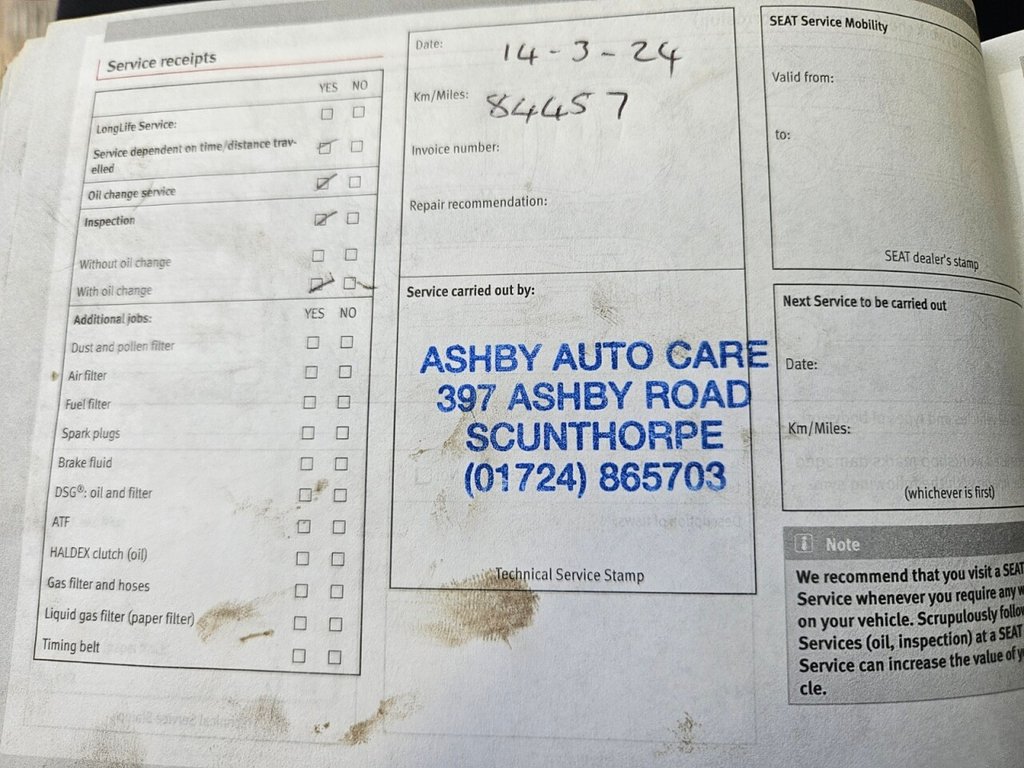 Service receipts
YES NO
LongLife Service:
Service dependent on time/distance trav-
elled
Oil change service
Inspection
Without oil change
With oil change
Additional jobs:
YES NO
Dust and pollen filter
Air filter
Fuel filter
Spark plugs
Brake fluid
DSG®: oil and filter
ATF
HALDEX clutch (oil)
Gas filter and hoses
Liquid gas filter (paper filter)
Timing belt
Date: 14-3-24
Km/Miles: 84457
Invoice number:
Repair recommendation:
Service carried out by:
ASHBY AUTO CARE
397 ASHBY ROAD
SCUNTHORPE
(01724) 865703
Technical Service Stamp
SEAT Service Mobility
Valid from:
to:
SEAT dealer's stamp
Next Service to be carried out
Date:
Km/Miles:
(whichever is first)
i Note
We recommend that you visit a SEAT
Service whenever you require any w
on your vehicle. Scrupulously follow
Services (oil, inspection) at a SEAT
Service can increase the value of y
cle.